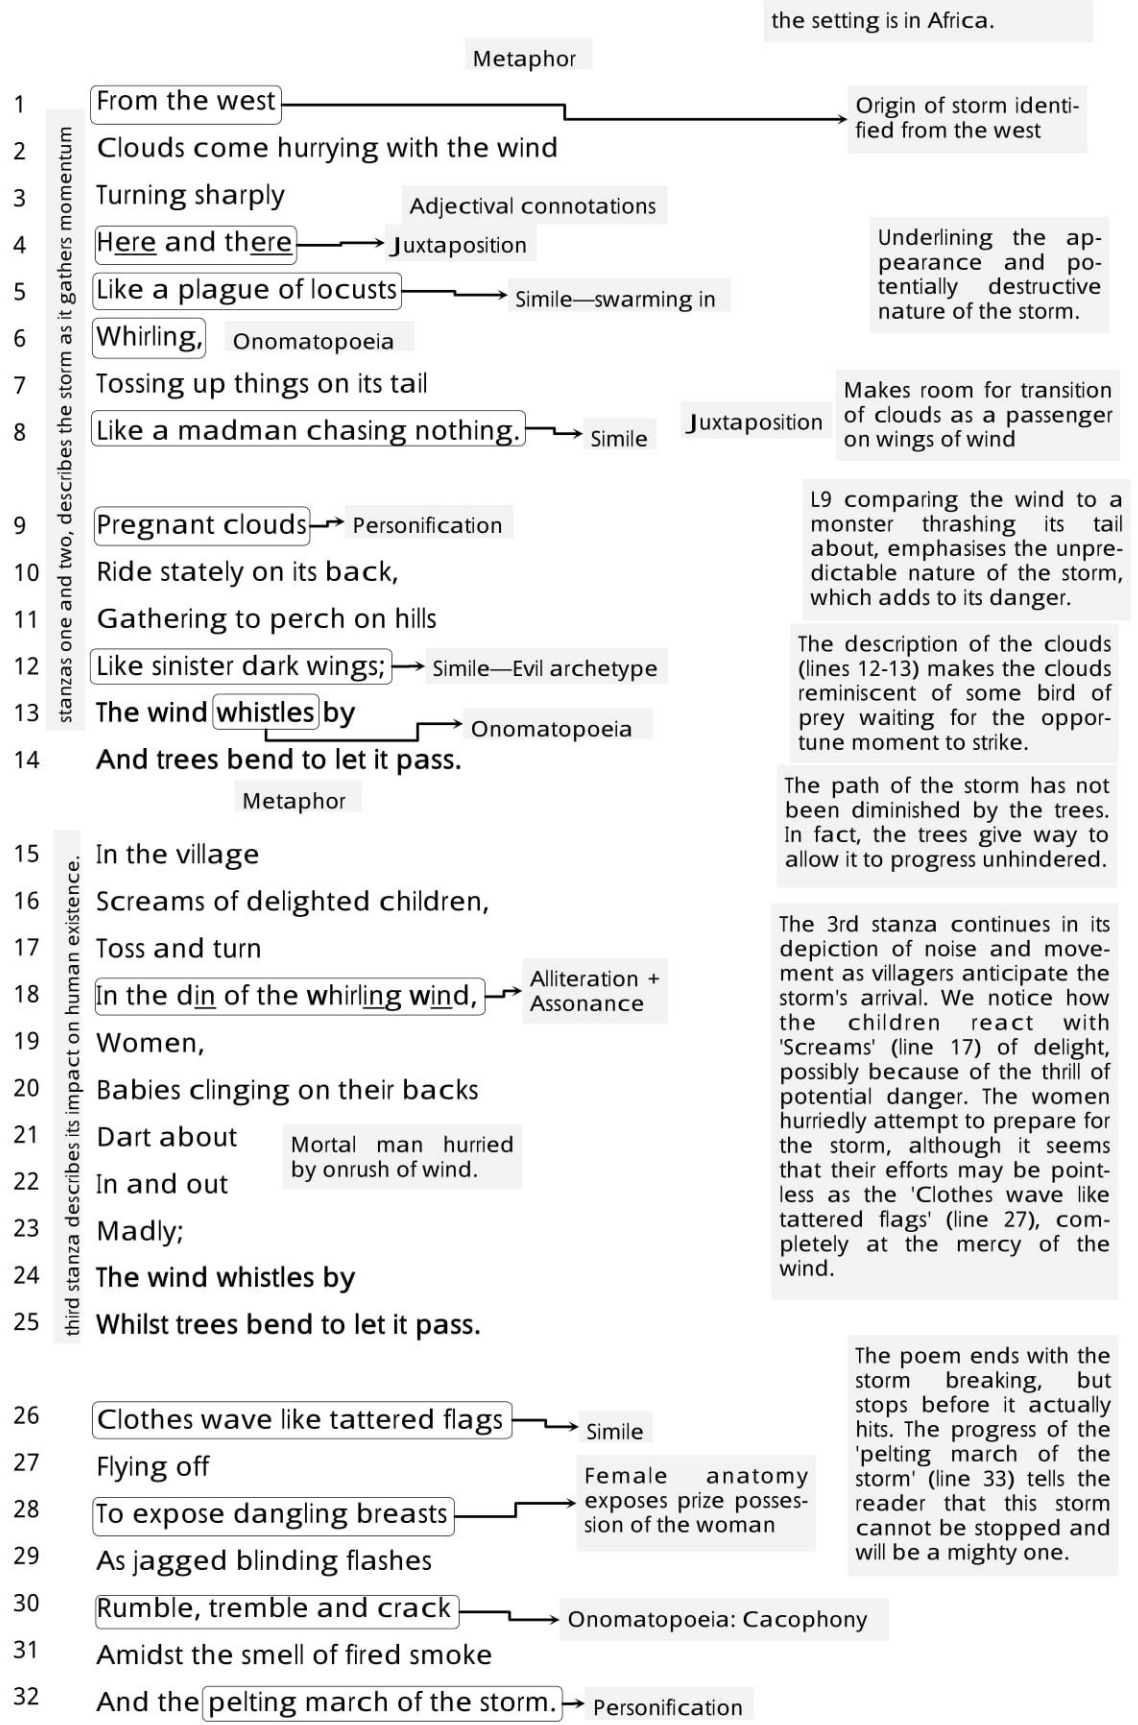 the setting is in Africa.
Metaphor
1 From the west
Origin of storm identi-
fied from the west
stanzas one and two, describes the storm as it gathers momentum
2 Clouds come hurrying with the wind
3 Turning sharply
Adjectival connotations
4 Here and there
Juxtaposition
Underlining the ap-
pearance and po-
tentially destructive
nature of the storm.
5 Like a plague of locusts
Simile—swarming in
6 Whirling,
Onomatopoeia
7 Tossing up things on its tail
8 Like a madman chasing nothing.
Simile
Juxtaposition
Makes room for transition
of clouds as a passenger
on wings of wind
9 Pregnant clouds
Personification
L9 comparing the wind to a
monster thrashing its tail
about, emphasises the unpre-
dictable nature of the storm,
which adds to its danger.
10 Ride stately on its back,
11 Gathering to perch on hills
12 Like sinister dark wings;
Simile—Evil archetype
The description of the clouds
(lines 12-13) makes the clouds
reminiscent of some bird of
prey waiting for the oppor-
tune moment to strike.
13 The wind whistles by
Onomatopoeia
14 And trees bend to let it pass.
Metaphor
The path of the storm has not
been diminished by the trees.
In fact, the trees give way to
allow it to progress unhindered.
third stanza describes its impact on human existence.
15 In the village
16 Screams of delighted children,
17 Toss and turn
18 In the din of the whirling wind,
Alliteration +
Assonance
The 3rd stanza continues in its
depiction of noise and move-
ment as villagers anticipate the
storm's arrival. We notice how
the children react with
'Screams' (line 17) of delight,
possibly because of the thrill of
potential danger. The women
hurriedly attempt to prepare for
the storm, although it seems
that their efforts may be point-
less as the 'Clothes wave like
tattered flags' (line 27), com-
pletely at the mercy of the
wind.
19 Women,
20 Babies clinging on their backs
21 Dart about
Mortal man hurried
by onrush of wind.
22 In and out
23 Madly;
24 The wind whistles by
25 Whilst trees bend to let it pass.
26 Clothes wave like tattered flags
Simile
The poem ends with the
storm breaking, but
stops before it actually
hits. The progress of the
'pelting march of the
storm' (line 33) tells the
reader that this storm
cannot be stopped and
will be a mighty one.
27 Flying off
28 To expose dangling breasts
Female anatomy
exposes prize posses-
sion of the woman
29 As jagged blinding flashes
30 Rumble, tremble and crack
Onomatopoeia: Cacophony
31 Amidst the smell of fired smoke
32 And the pelting march of the storm.
Personification